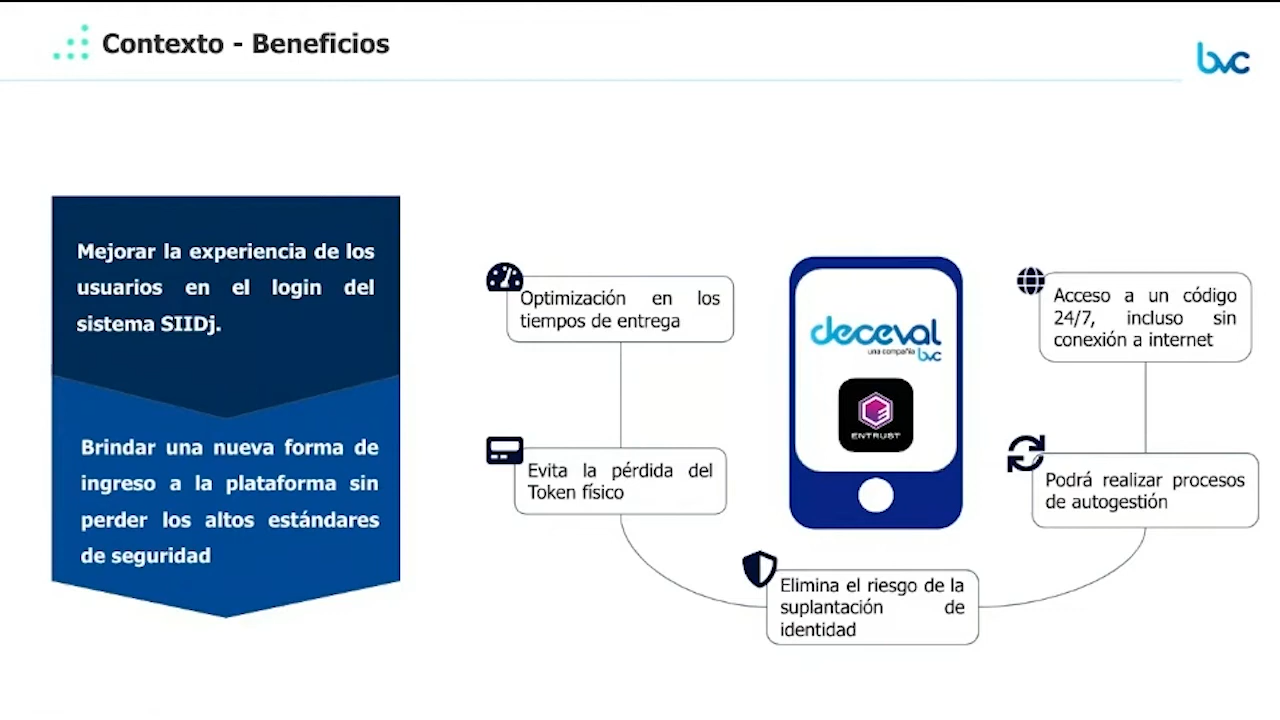 Contexto - Beneficios
bvc
Mejorar la experiencia de los
usuarios en el login del
sistema SIIDj.
Brindar una nueva forma de
ingreso a la plataforma sin
perder los altos estándares
de seguridad
Optimización en los
tiempos de entrega
Evita la pérdida del
Token físico
deceval
una compañía bvc
ENTRUST
Elimina el riesgo de la
suplantación de
identidad
Acceso a un código
24/7, incluso sin
conexión a internet
Podrá realizar procesos
de autogestión